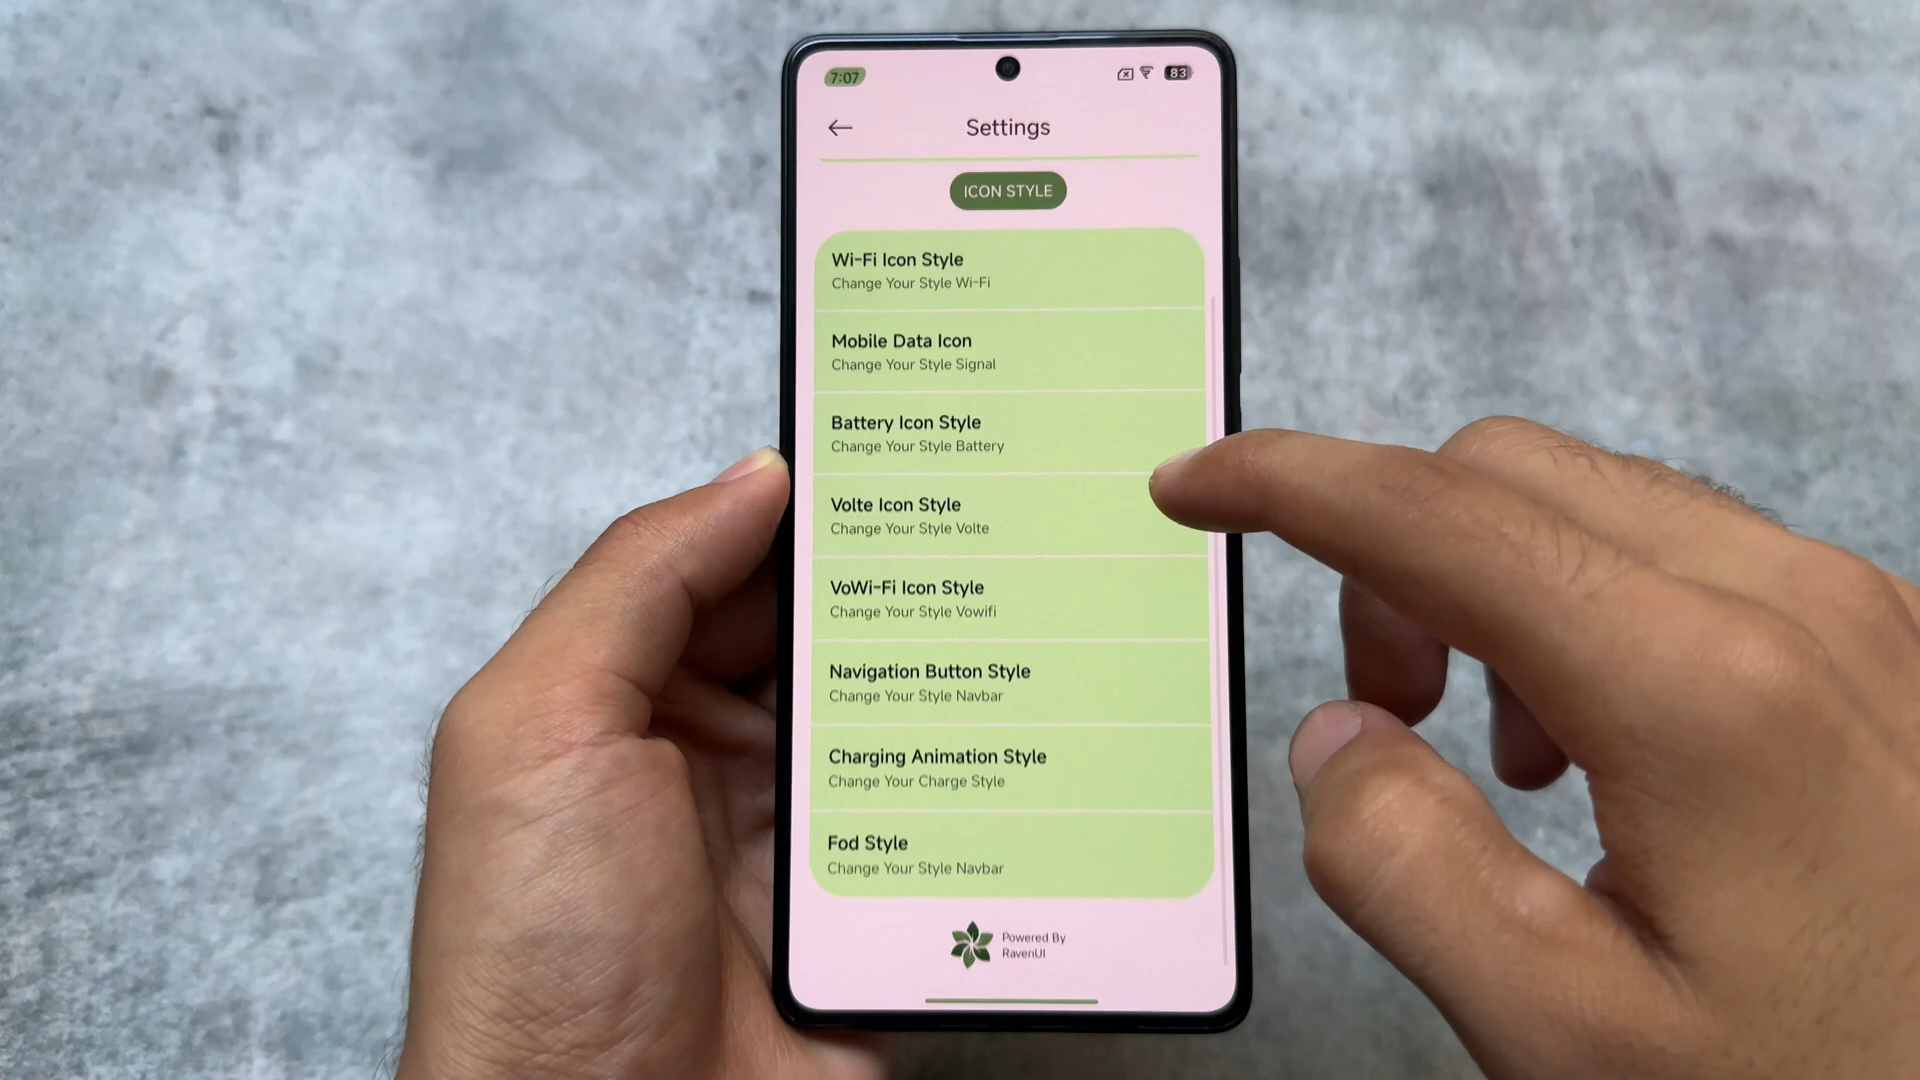 7:07
83
Settings
ICON STYLE
Wi-Fi Icon Style
Change Your Style Wi-Fi
Mobile Data Icon
Change Your Style Signal
Battery Icon Style
Change Your Style Battery
Volte Icon Style
Change Your Style Volte
VoWi-Fi Icon Style
Change Your Style Vowifi
Navigation Button Style
Change Your Style Navbar
Charging Animation Style
Change Your Charge Style
Fod Style
Change Your Style Navbar
Powered By
RavenUI